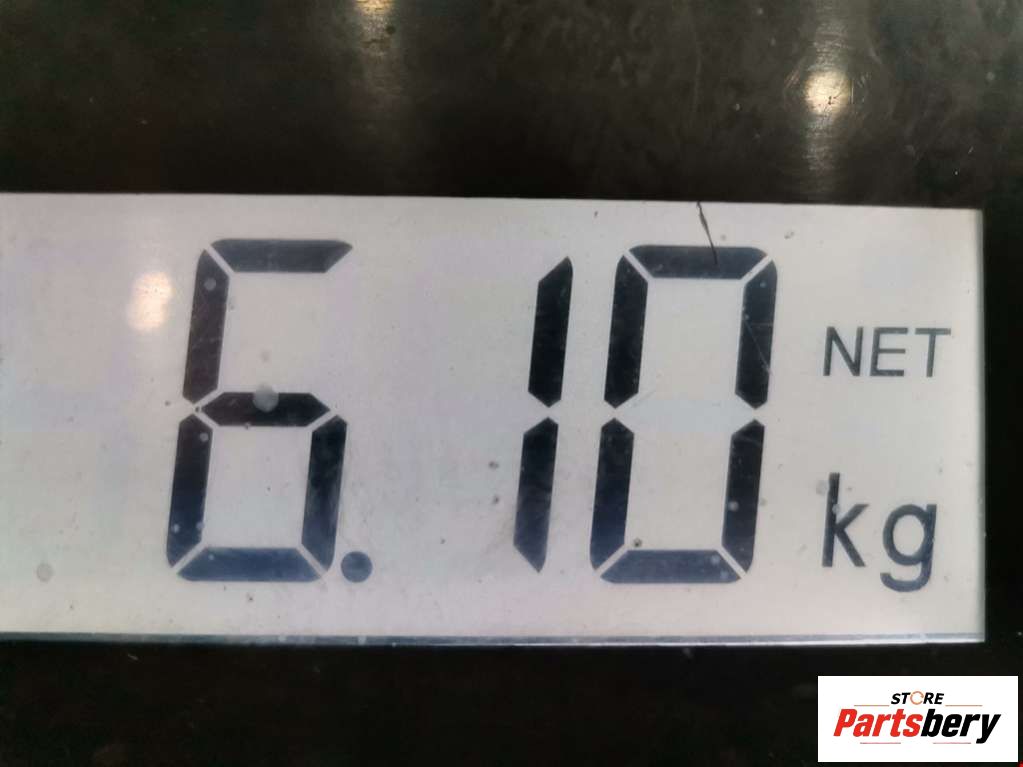 6.10
NET
kg
STORE
Partsbery